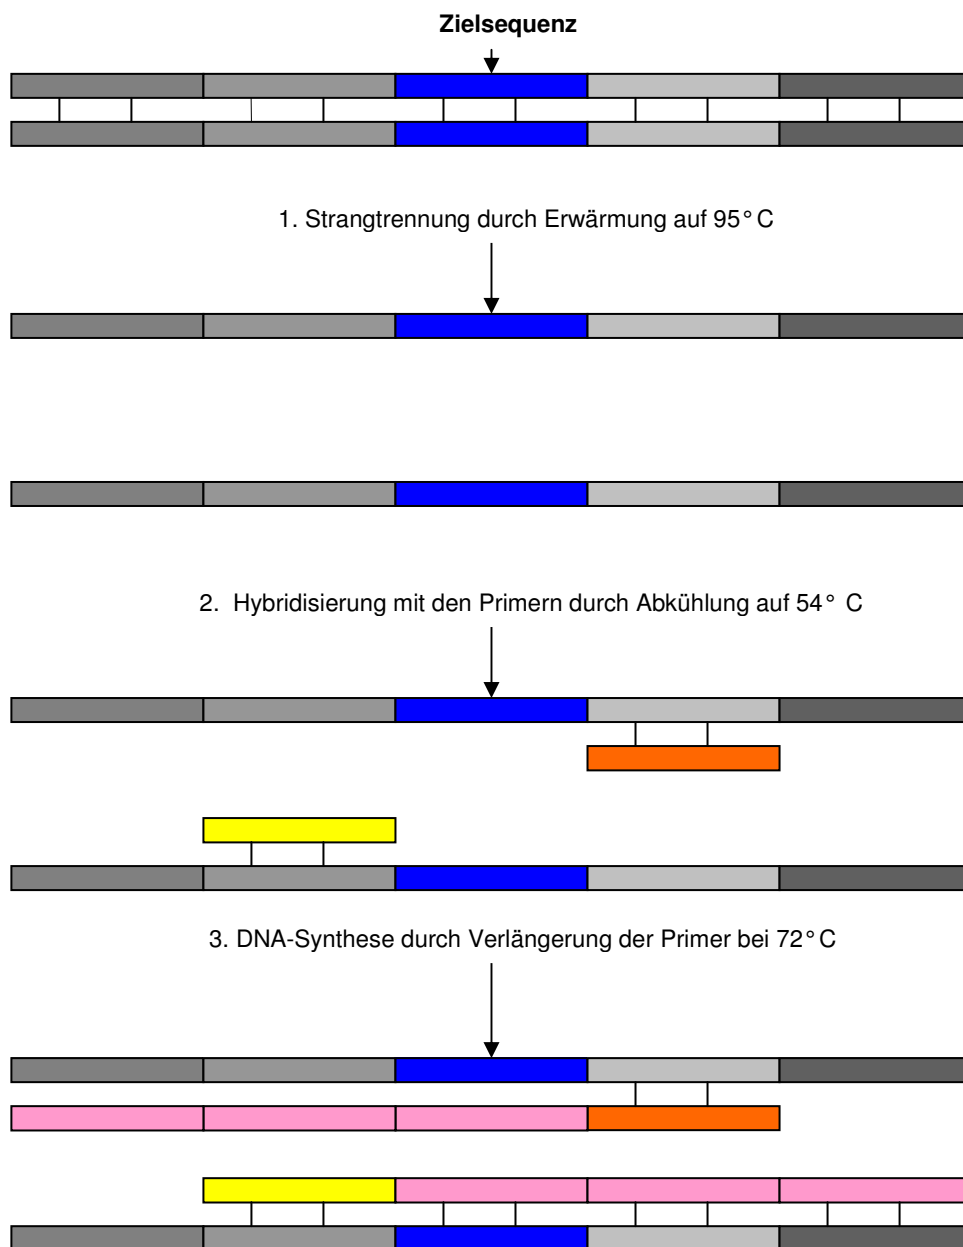 Zielsequenz
1. Strangtrennung durch Erwärmung auf 95° C
2. Hybridisierung mit den Primern durch Abkühlung auf 54° C
3. DNA-Synthese durch Verlängerung der Primer bei 72° C